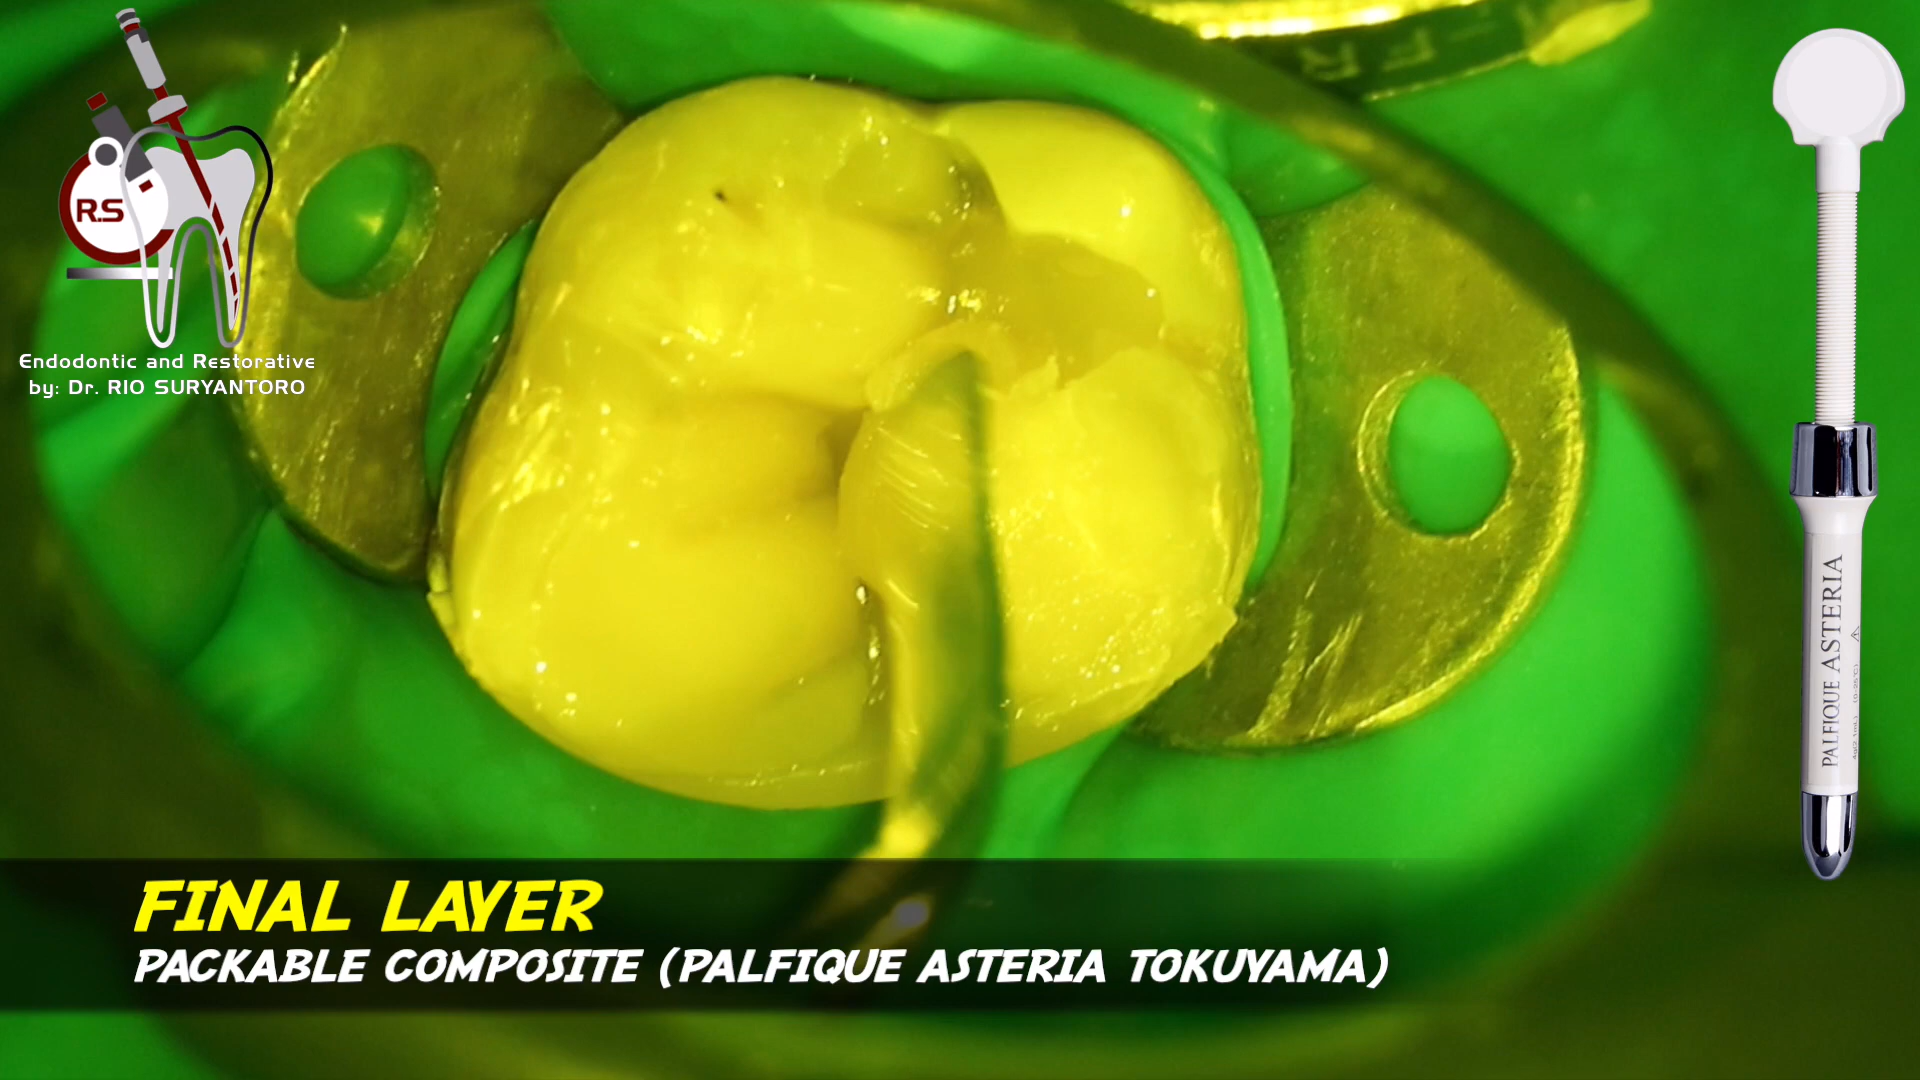 R.S
Endodontic and Restorative
by: Dr. RIO SURYANTORO
PALFIQUE ASTERIA
FINAL LAYER
PACKABLE COMPOSITE (PALFIQUE ASTERIA TOKUYAMA)